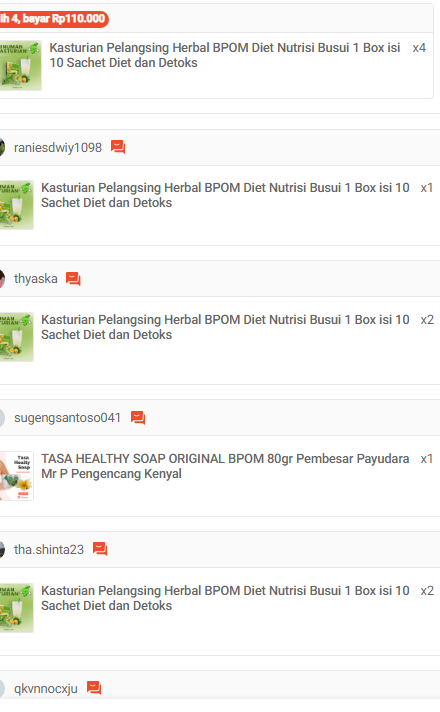 ih 4, bayar Rp110.000
Kasturian Pelangsing Herbal BPOM Diet Nutrisi Busui 1 Box isi x4
10 Sachet Diet dan Detoks
raniesdwiy1098
Kasturian Pelangsing Herbal BPOM Diet Nutrisi Busui 1 Box isi 10 x1
Sachet Diet dan Detoks
thyaska
Kasturian Pelangsing Herbal BPOM Diet Nutrisi Busui 1 Box isi 10 x2
Sachet Diet dan Detoks
sugengsantoso041
TASA HEALTHY SOAP ORIGINAL BPOM 80gr Pembesar Payudara x1
Mr P Pengencang Kenyal
Tasa
Healty
Soap
tha.shinta23
Kasturian Pelangsing Herbal BPOM Diet Nutrisi Busui 1 Box isi 10 x2
Sachet Diet dan Detoks
qkvnnocxju